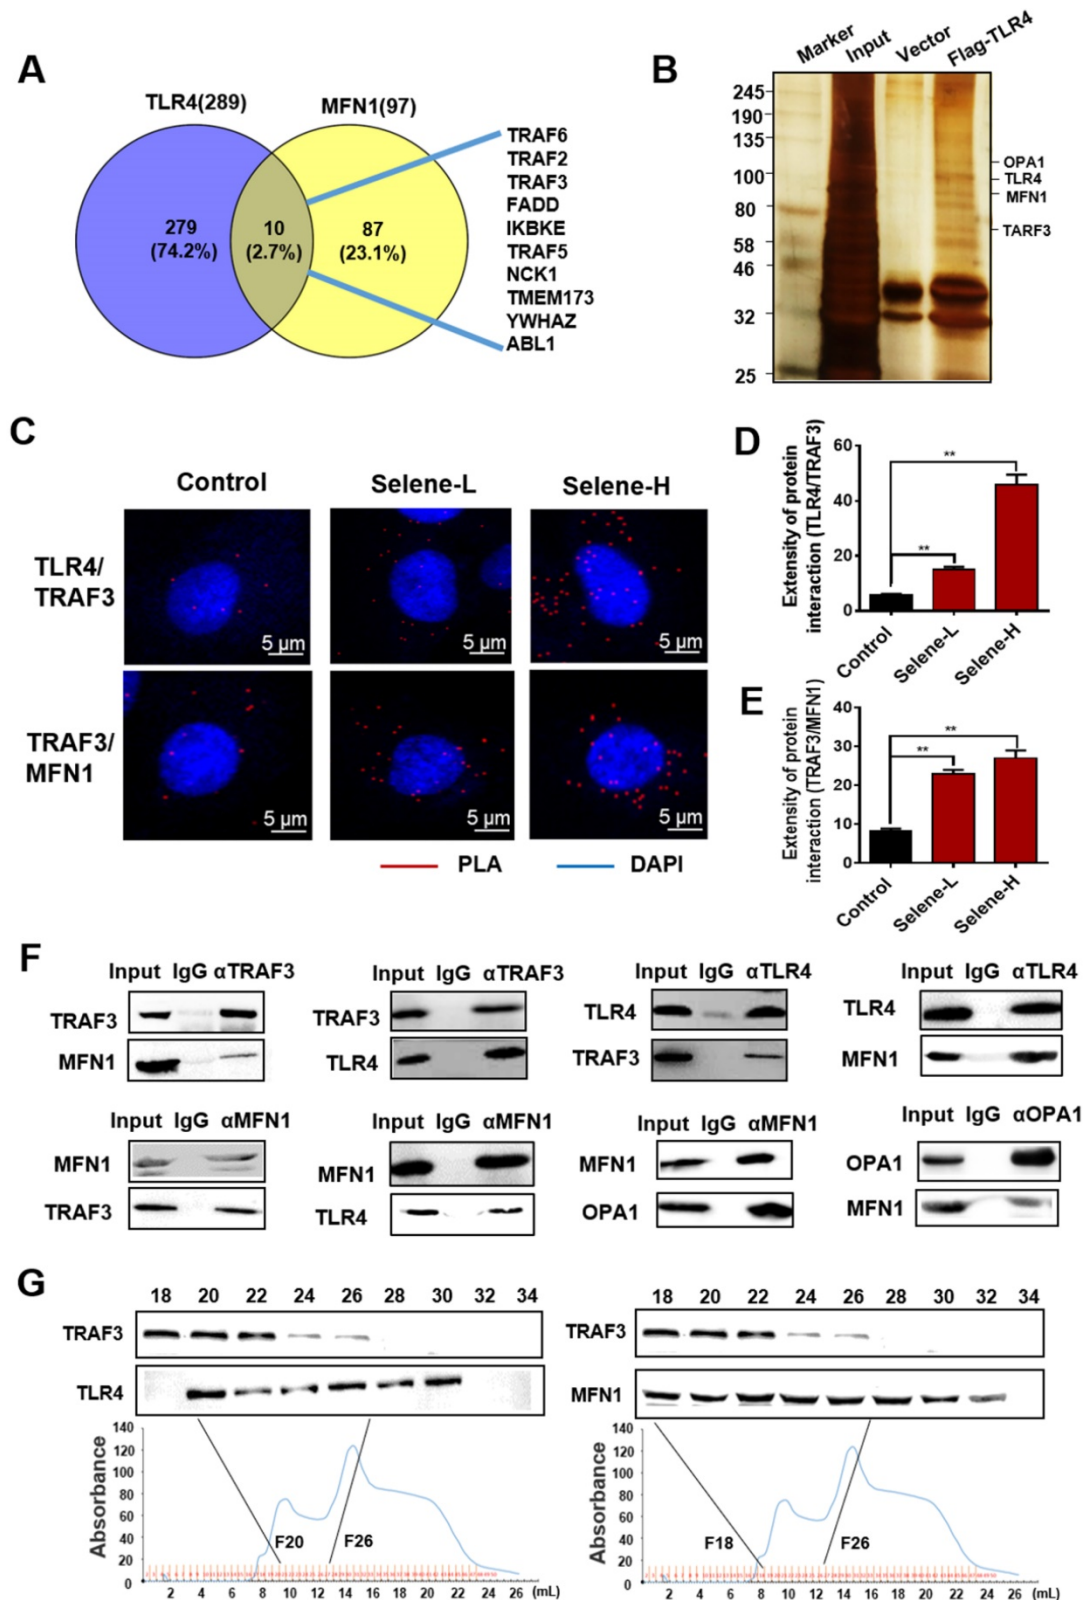 A
TLR4(289)
MFN1(97)
279
(74.2%)
10
(2.7%)
87
(23.1%)
TRAF6
TRAF2
TRAF3
FADD
IKBKE
TRAF5
NCK1
TMEM173
YWHAZ
ABL1
B
Marker Input Vector Flag-TLR4
245
190
135
100
80
58
46
32
25
OPA1
TLR4
MFN1
TARF3
C
Control Selene-L Selene-H
TLR4/
TRAF3
5 µm 5 µm 5 µm
TRAF3/
MFN1
5 µm 5 µm 5 µm
PLA DAPI
D
Extensity of protein
interaction (TLR4/TRAF3)
60
40
20
0
**
**
Control Selene-L Selene-H
E
Extensity of protein
interaction (TRAF3/MFN1)
40
30
20
10
0
**
**
Control Selene-L Selene-H
F
Input IgG αTRAF3
TRAF3
MFN1
Input IgG αTRAF3
TRAF3
TLR4
Input IgG αTLR4
TLR4
TRAF3
Input IgG αTLR4
TLR4
MFN1
Input IgG αMFN1
MFN1
TRAF3
Input IgG αMFN1
MFN1
TLR4
Input IgG αMFN1
MFN1
OPA1
Input IgG αOPA1
OPA1
MFN1
G
18 20 22 24 26 28 30 32 34
TRAF3
TLR4
Absorbance
140
120
100
80
60
40
20
0
F20 F26
2 4 6 8 10 12 14 16 18 20 22 24 26 (mL)
18 20 22 24 26 28 30 32 34
TRAF3
MFN1
Absorbance
140
120
100
80
60
40
20
0
F18 F26
2 4 6 8 10 12 14 16 18 20 22 24 26 (mL)